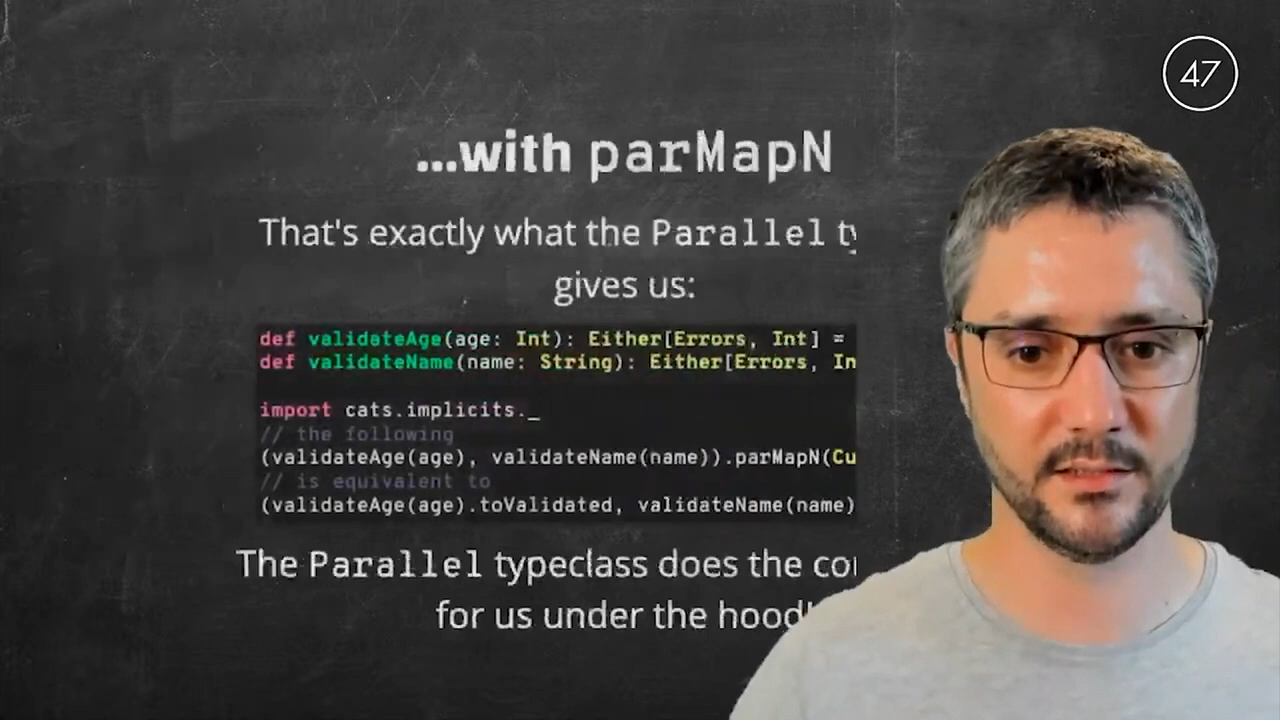 47
...with parMapN
That's exactly what the Parallel
gives us:
def validateAge(age: Int): Either[Errors, Int] =
def validateName(name: String): Either[Errors, In
import cats.implicits._
// the following
(validateAge(age), validateName(name)).parMapN(Cu
// is equivalent to
(validateAge(age).toValidated, validateName(name)
The Parallel typeclass does the
for us under the hood!